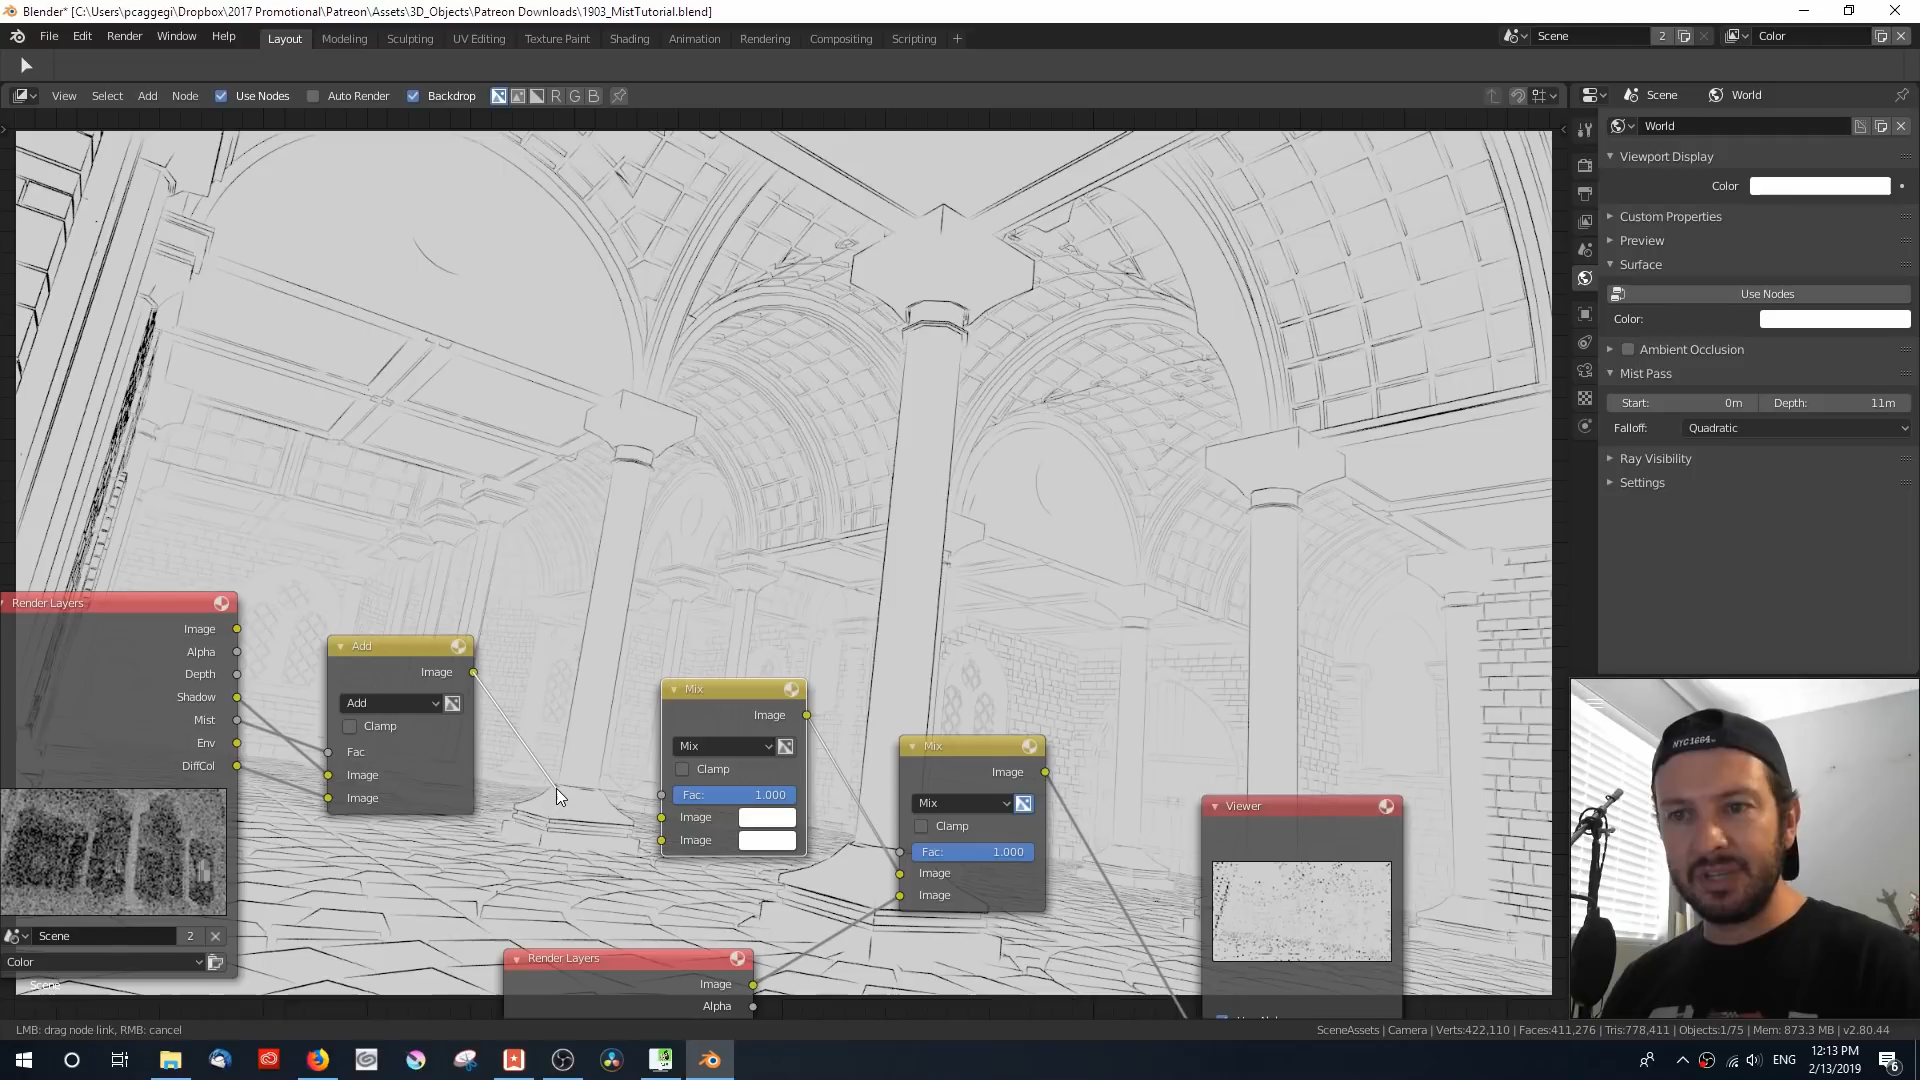 Blender* [C:\Users\pcaggegi\Dropbox\2017 Promotional\Patreon\Assets\3D_Objects\Patreon Downloads\1903_MistTutorial.blend]
File Edit Render Window Help Layout Modeling Sculpting UV Editing Texture Paint Shading Animation Rendering Compositing Scripting + Scene 2 Color
View Select Add Node Use Nodes Auto Render Backdrop R G B Scene World
World
Viewport Display
Color
Custom Properties
Preview
Surface
Use Nodes
Color:
Ambient Occlusion
Mist Pass
Start: 0m Depth: 11m
Falloff: Quadratic
Ray Visibility
Settings
Render Layers
Image
Alpha
Depth
Shadow
Mist
Env
DiffCol
Scene 2
Color
Scene
Add
Image
Add
Clamp
Fac
Image
Image
Mix
Image
Mix
Clamp
Fac: 1.000
Image
Image
Mix
Image
Mix
Clamp
Fac: 1.000
Image
Image
Render Layers
Image
Alpha
Viewer
NYC1664
LMB: drag node link, RMB: cancel
SceneAssets | Camera | Verts:422,110 | Faces:411,276 | Tris:778,411 | Objects:1/75 | Mem: 873.3 MB | v2.80.44
ENG
12:13 PM
2/13/2019
6